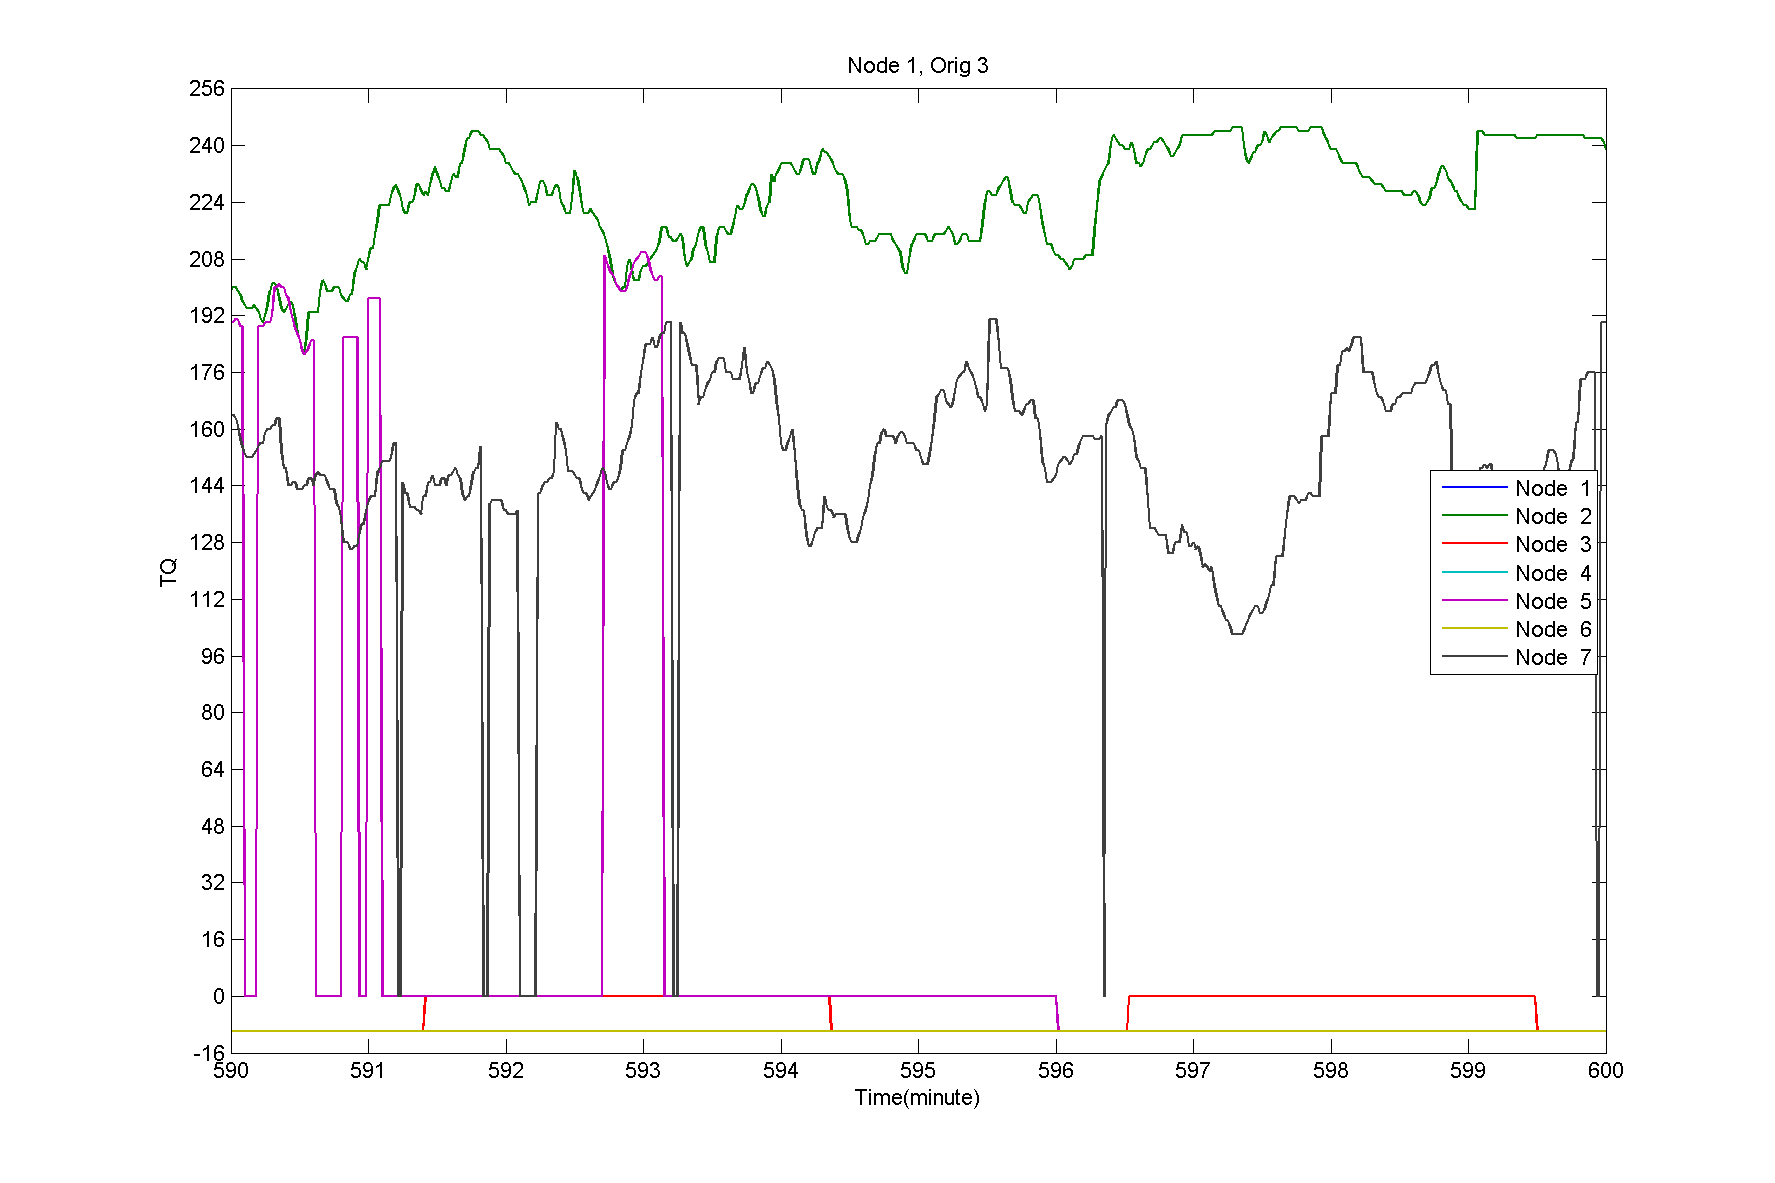 Node 1, Orig 3
256
240
224
208
192
176
160
144
128
112
96
80
64
48
32
16
0
-16
TQ
Node 1
Node 2
Node 3
Node 4
Node 5
Node 6
Node 7
590 591 592 593 594 595 596 597 598 599 600
Time(minute)